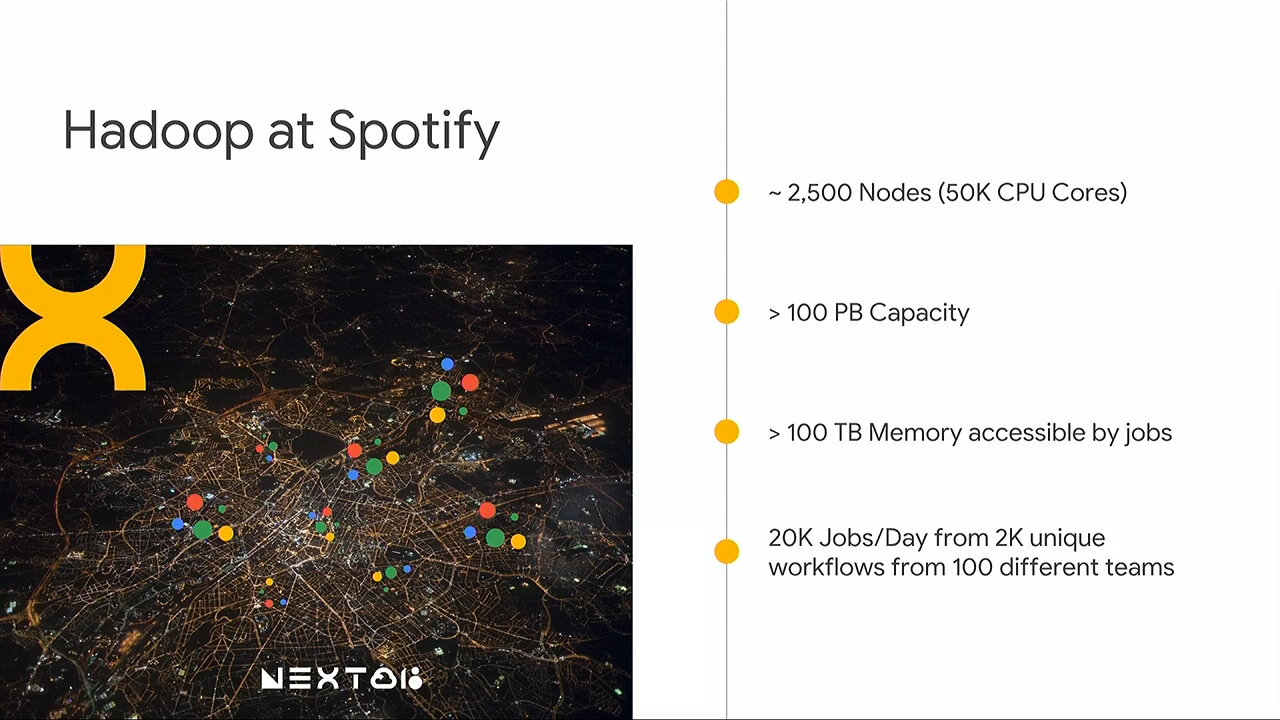 Hadoop at Spotify
~ 2,500 Nodes (50K CPU Cores)
> 100 PB Capacity
> 100 TB Memory accessible by jobs
20K Jobs/Day from 2K unique
workflows from 100 different teams
NEXT18